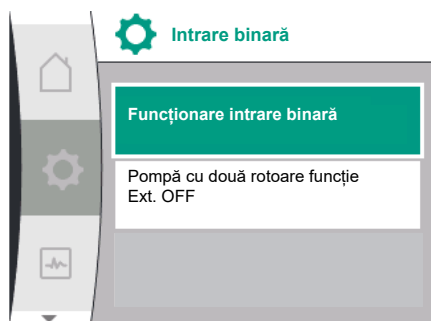 Intrare binară
Funcționare intrare binară
Pompă cu două rotoare funcție
Ext. OFF